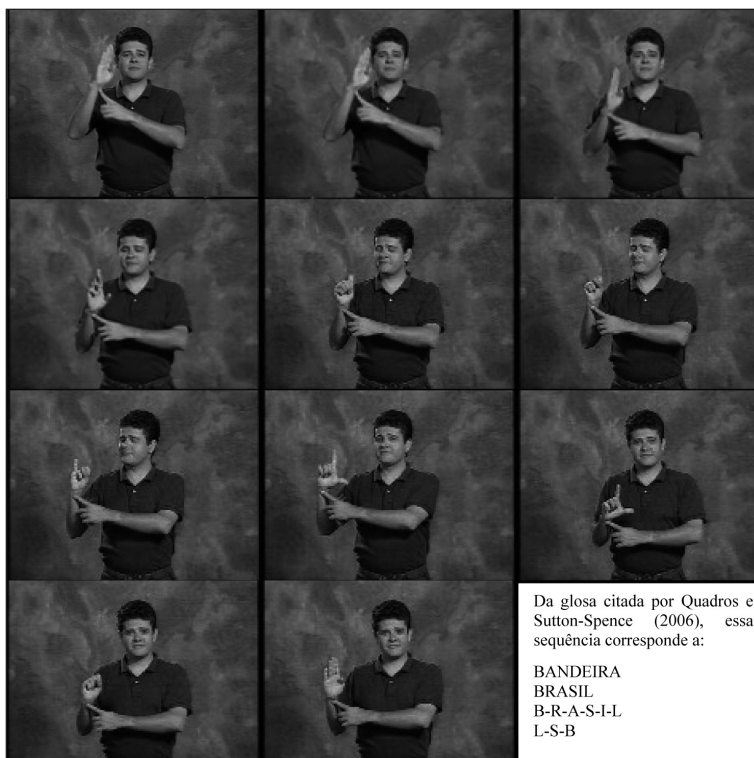 Da glosa citada por Quadros e
Sutton-Spence (2006), essa
sequência corresponde a:
BANDEIRA
BRASIL
B-R-A-S-I-L
L-S-B